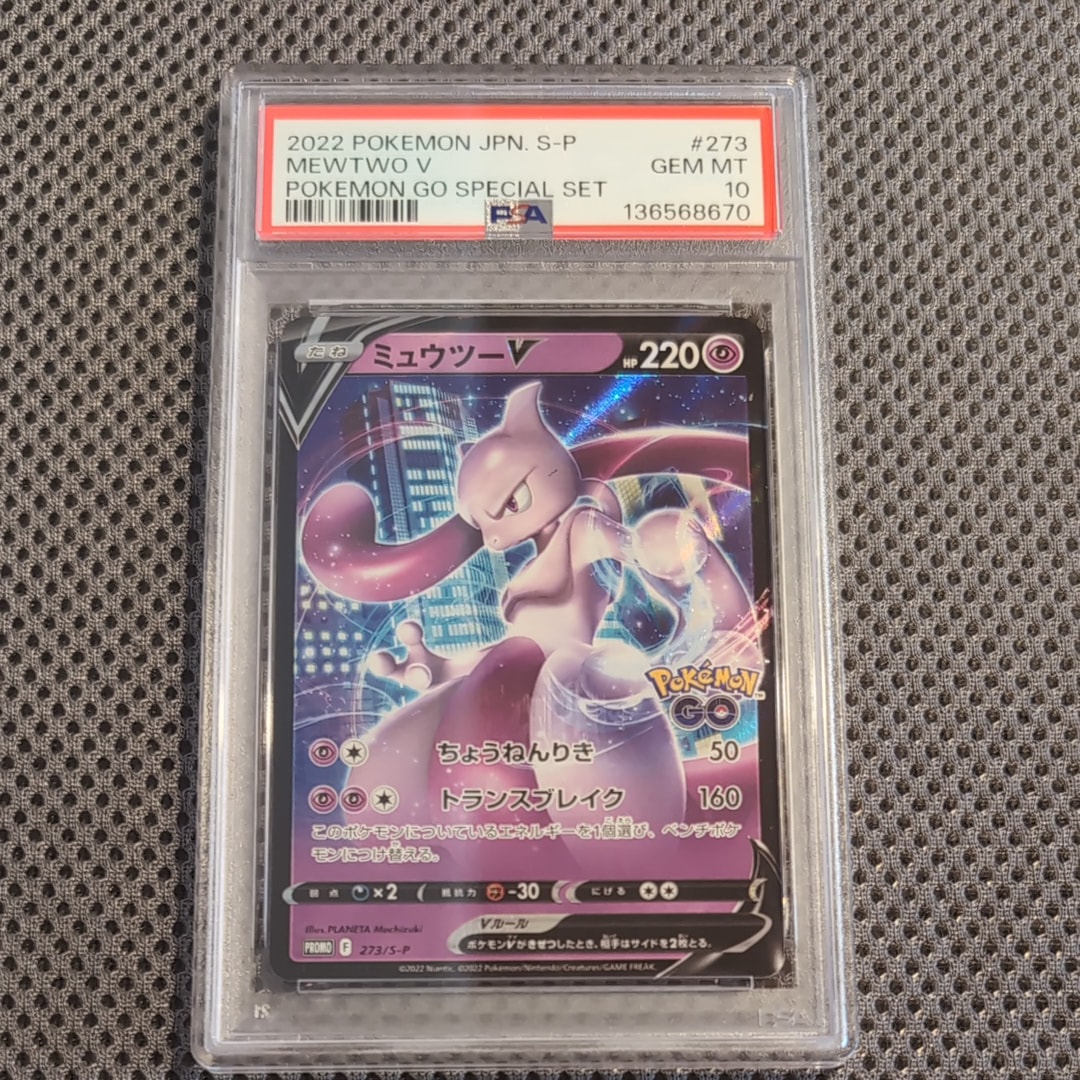 2022 POKEMON JPN. S-P #273
MEWTWO V GEM MT
POKEMON GO SPECIAL SET 10
PSA 136568670
たね ミュウツーV HP 220
Pokémon TM
GO
ちょうねんりき 50
トランスブレイク 160
このポケモンについているエネルギーを1個選び、ベンチポケ
モンにつけ替える。
弱点 ×2 抵抗力 -30 にげる
Illus. PLANETA Mochizuki
Vルール
ポケモンVがきぜつしたとき、相手はサイドを2枚とる。
PROMO F 273/S-P
©2022 Niantic. ©2022 Pokémon/Nintendo/Creatures/GAME FREAK.